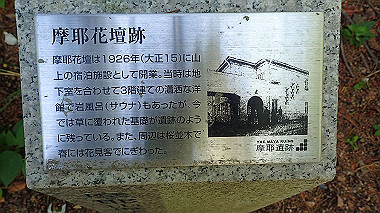 摩耶花壇跡
摩耶花壇は1926年(大正15)に山
上の宿泊施設として開業。当時は地
下室を合わせて3階建ての瀟洒な洋
館で岩風呂(サウナ)もあったが、今
では草に覆われた基礎が遺跡のよう
に残っている。また、周辺は桜並木で
春には花見客でにぎわった。
THE MAYA RUINS
摩耶遺跡